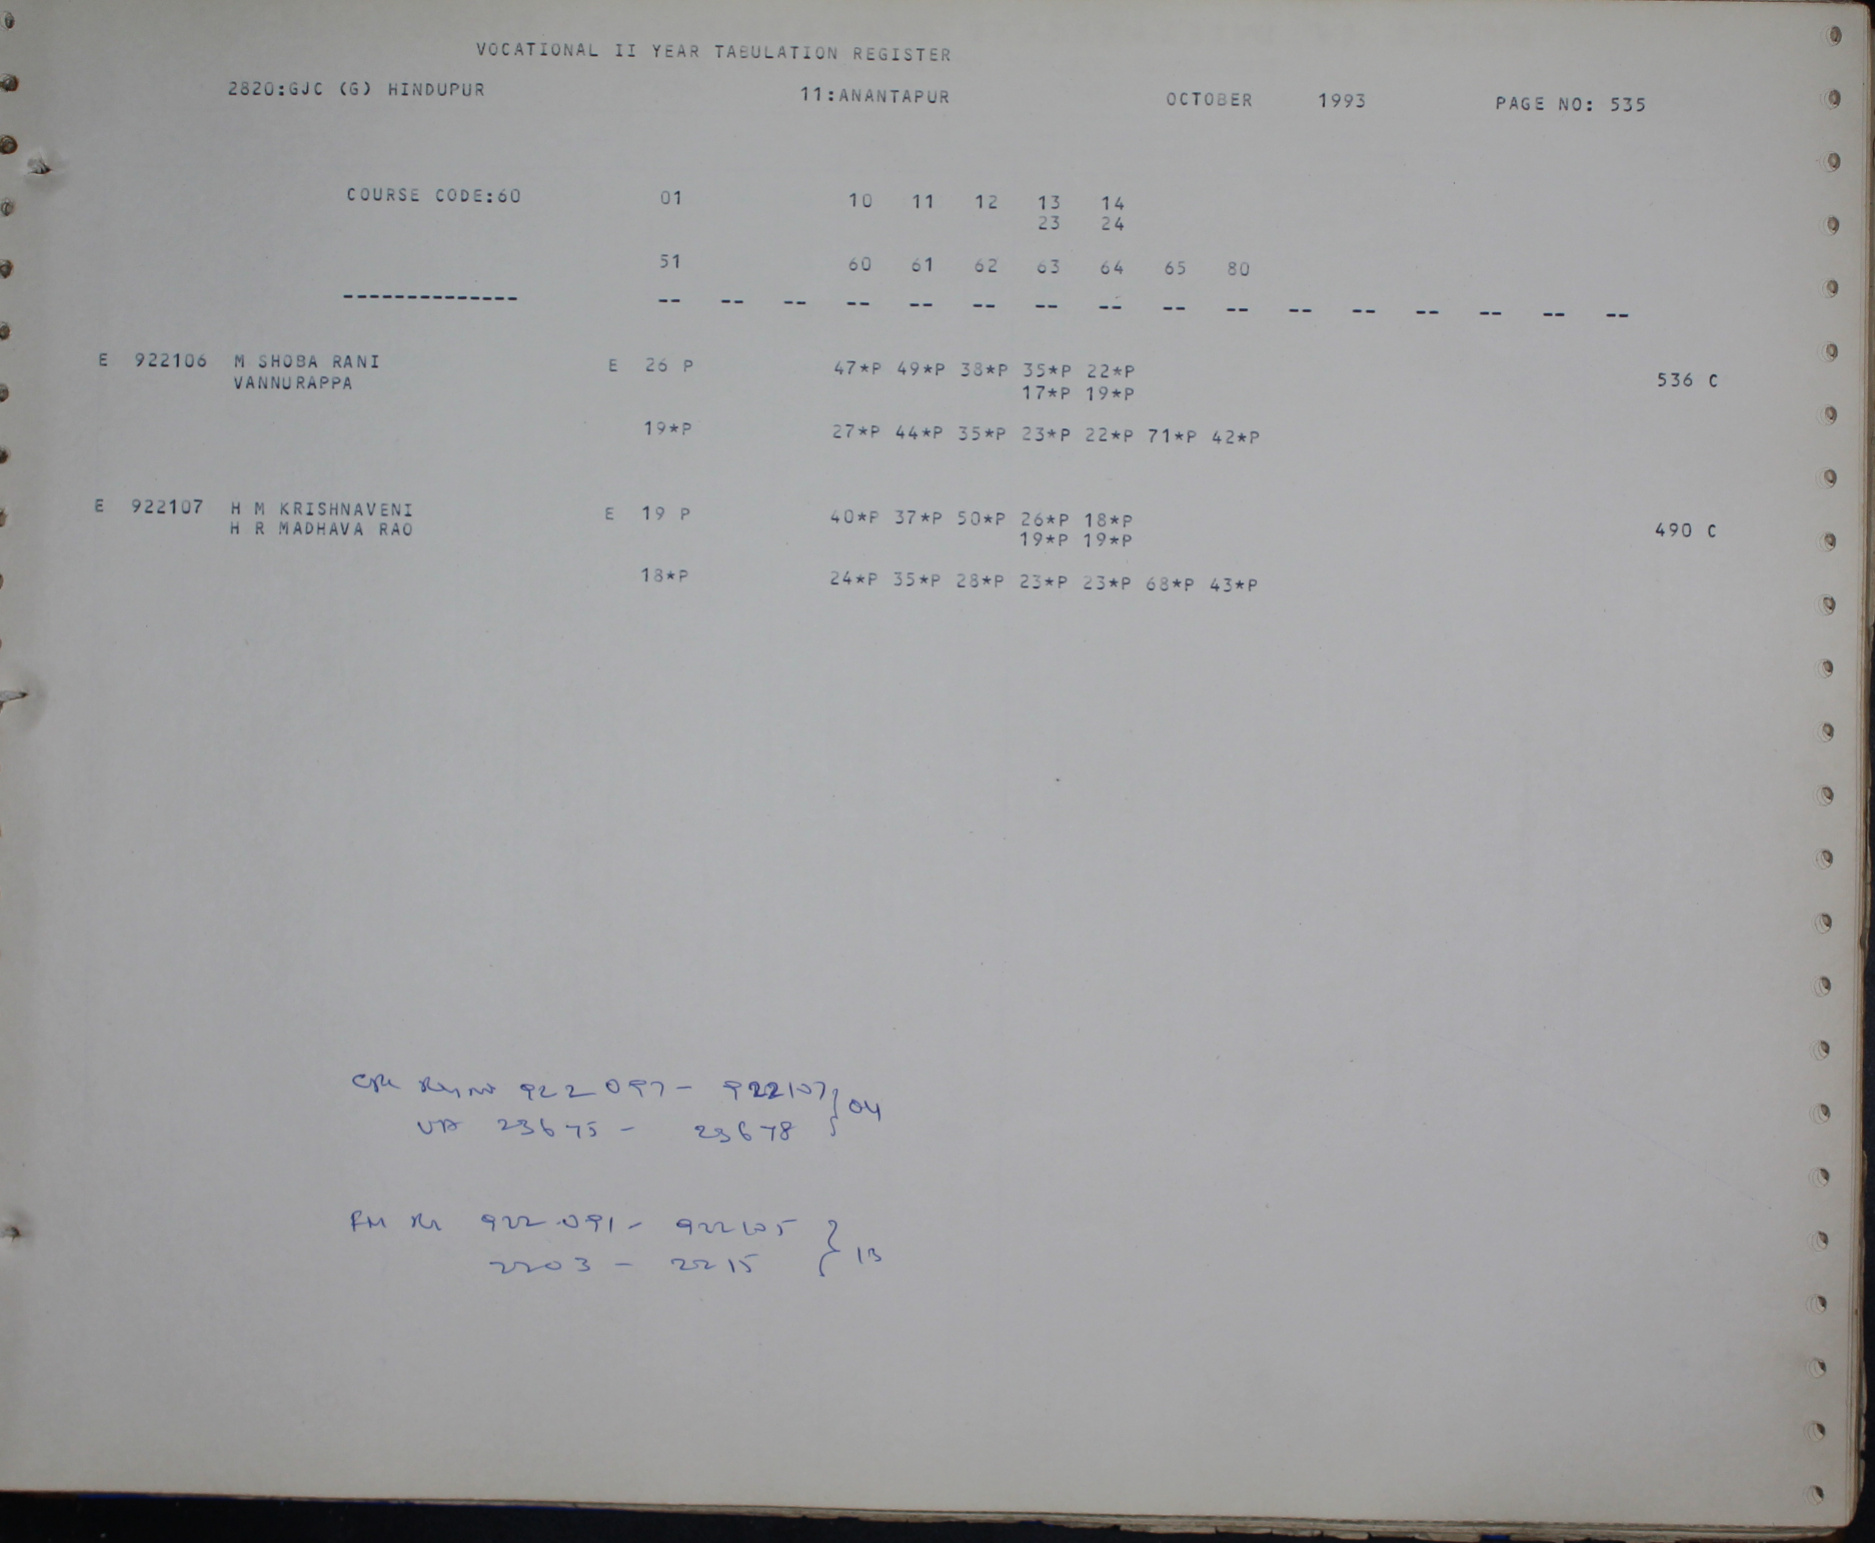 VOCATIONAL II YEAR TABULATION REGISTER
2820:GJC (G) HINDUPUR 11:ANANTAPUR OCTOBER 1993 PAGE NO: 535
COURSE CODE:60 01 10 11 12 13 14
23 24
51 60 61 62 63 64 65 80
-------------- -- -- -- -- -- -- -- -- -- -- -- -- -- -- -- --
E 922106 M SHOBA RANI E 26 P 47*P 49*P 38*P 35*P 22*P
VANNURAPPA 17*P 19*P 536 C
19*P 27*P 44*P 35*P 23*P 22*P 71*P 42*P
E 922107 H M KRISHNAVENI E 19 P 40*P 37*P 50*P 26*P 18*P
H R MADHAVA RAO 19*P 19*P 490 C
18*P 24*P 35*P 28*P 23*P 23*P 68*P 43*P
922097 - 922107 } 04
23675 - 23678
922091 - 922105 } 13
2203 - 2215